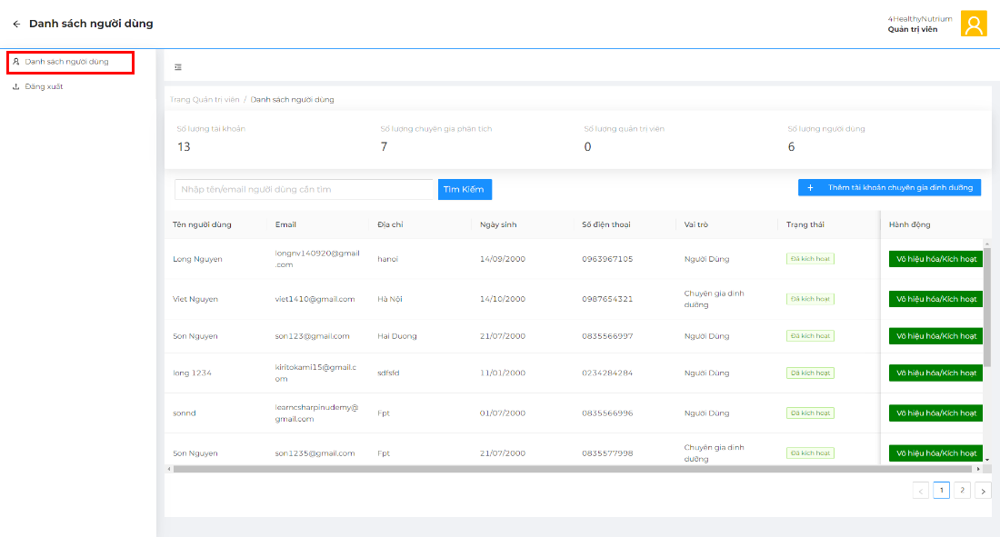 Danh sách người dùng
4HealthyNutrium
Quản trị viên
Danh sách người dùng
Đăng xuất
Trang Quản trị viên / Danh sách người dùng
Số lượng tài khoản
Số lượng chuyên gia phân tích
Số lượng quản trị viên
Số lượng người dùng
13
7
0
6
Nhập tên/email người dùng cần tìm
Tìm Kiếm
+ Thêm tài khoản chuyên gia dinh dưỡng
Tên người dùng Email Địa chỉ Ngày sinh Số điện thoại Vai trò Trạng thái Hành động
Long Nguyen longnv140920@gmail hanoi 14/09/2000 0963967105 Người Dùng Đã kích hoạt Vô hiệu hóa/Kích hoạt
.com
Viet Nguyen viet1410@gmail.com Hà Nội 14/10/2000 0987654321 Chuyên gia dinh Đã kích hoạt Vô hiệu hóa/Kích hoạt
dưỡng
Son Nguyen son123@gmail.com Hai Duong 21/07/2000 0835566997 Người Dùng Đã kích hoạt Vô hiệu hóa/Kích hoạt
long 1234 kiritokami15@gmail.c sdfsfd 11/01/2000 0234284284 Người Dùng Đã kích hoạt Vô hiệu hóa/Kích hoạt
om
sonnd learncsharpinudemy@ Fpt 01/07/2000 0835566996 Người Dùng Đã kích hoạt Vô hiệu hóa/Kích hoạt
gmail.com
Son Nguyen son1235@gmail.com Fpt 21/07/2000 0835577998 Chuyên gia dinh Đã kích hoạt Vô hiệu hóa/Kích hoạt
dưỡng
< 1 2 >